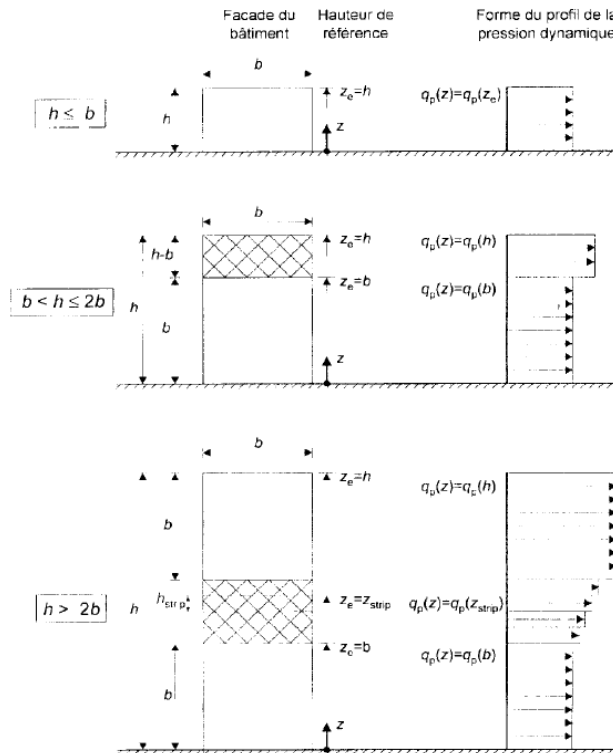 Facade du bâtiment
Hauteur de référence
Forme du profil de la pression dynamique
h ≤ b
b
h
z_e=h
z
q_p(z)=q_p(z_e)
b < h ≤ 2b
b
h-b
h
b
z_e=h
z_e=b
z
q_p(z)=q_p(h)
q_p(z)=q_p(b)
h > 2b
b
b
h
h_strip
b
z_e=h
z_e=z_strip
z_e=b
z
q_p(z)=q_p(h)
q_p(z)=q_p(z_strip)
q_p(z)=q_p(b)